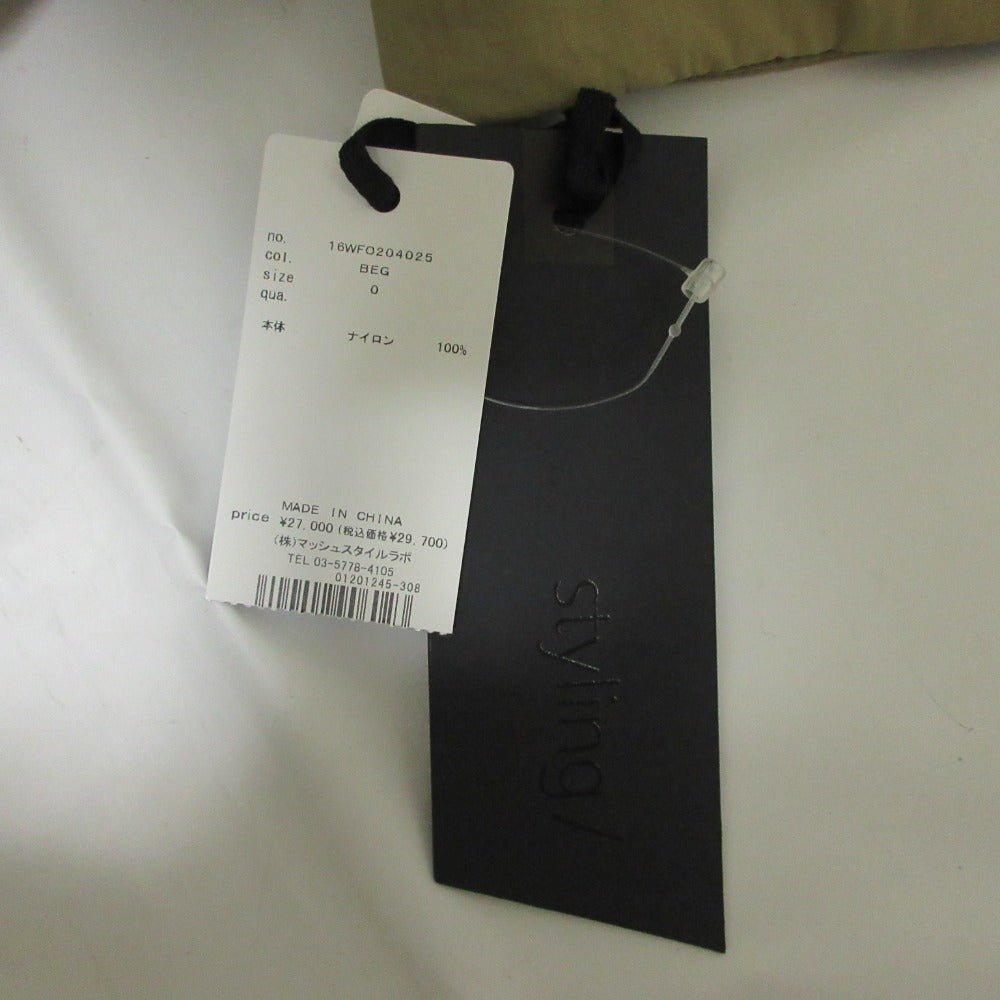 no. 16WFO204025
col. BEG
size 0
qua.
本体 ナイロン 100%
MADE IN CHINA
price ¥27,000 (税込価格¥29,700)
(株)マッシュスタイルラボ
TEL 03-5778-4105
01201245-308
styling/